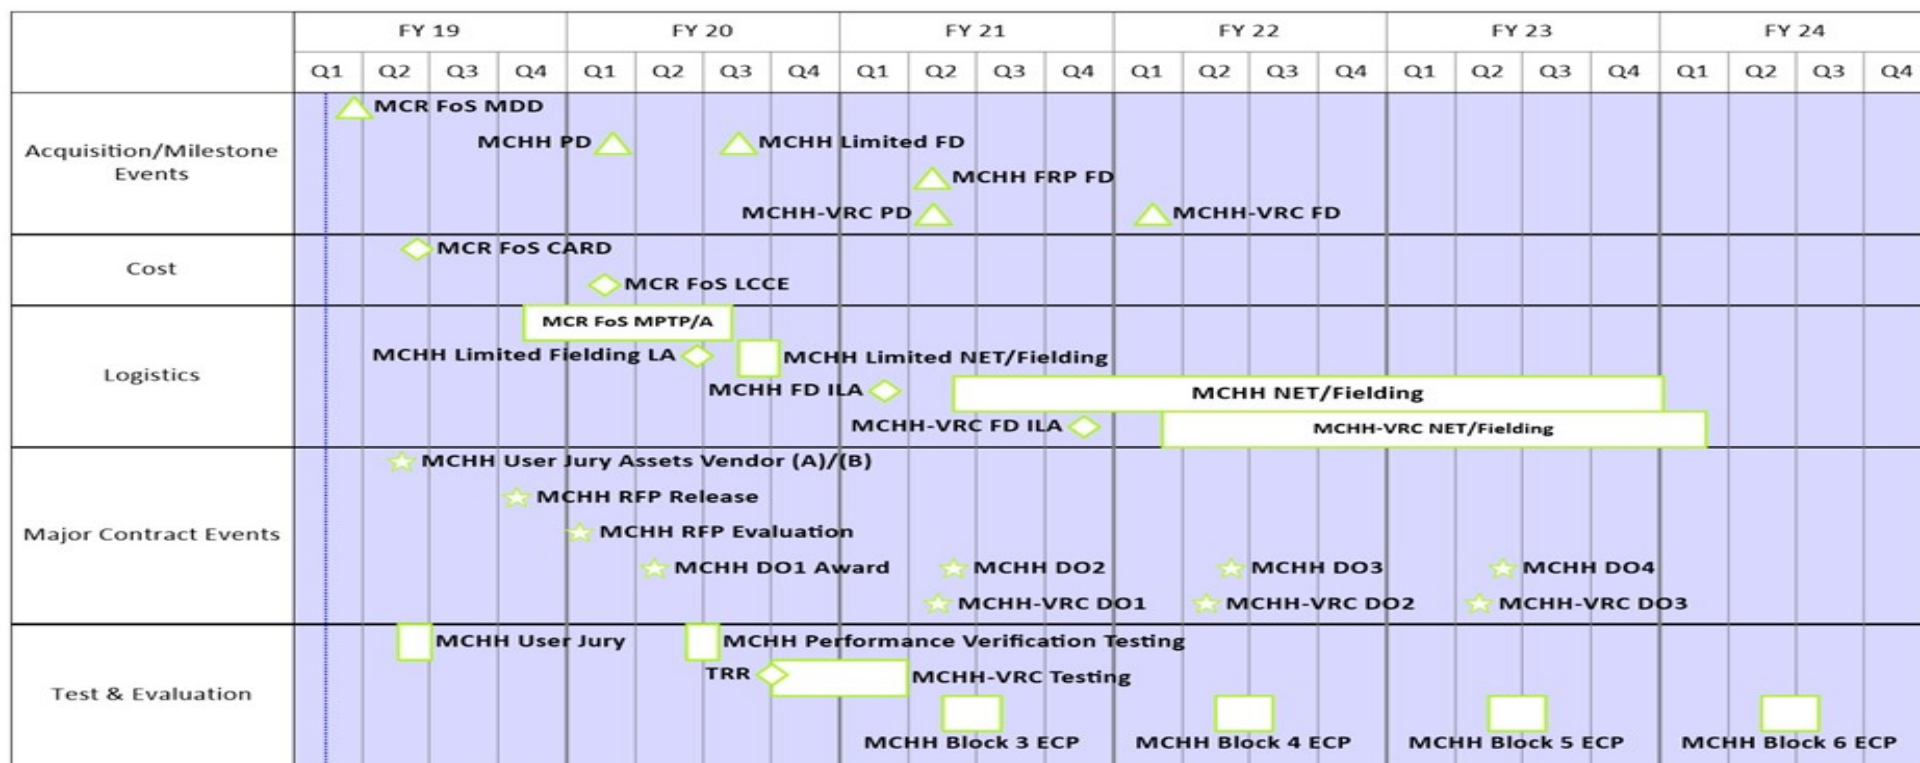 FY 19 FY 20 FY 21 FY 22 FY 23 FY 24
Q1 Q2 Q3 Q4 Q1 Q2 Q3 Q4 Q1 Q2 Q3 Q4 Q1 Q2 Q3 Q4 Q1 Q2 Q3 Q4 Q1 Q2 Q3 Q4
Acquisition/Milestone
Events
MCR FoS MDD
MCHH PD MCHH Limited FD
MCHH FRP FD
MCHH-VRC PD MCHH-VRC FD
Cost
MCR FoS CARD
MCR FoS LCCE
Logistics
MCR FoS MPTP/A
MCHH Limited Fielding LA MCHH Limited NET/Fielding
MCHH FD ILA MCHH NET/Fielding
MCHH-VRC FD ILA MCHH-VRC NET/Fielding
Major Contract Events
MCHH User Jury Assets Vendor (A)/(B)
MCHH RFP Release
MCHH RFP Evaluation
MCHH DO1 Award MCHH DO2 MCHH DO3 MCHH DO4
MCHH-VRC DO1 MCHH-VRC DO2 MCHH-VRC DO3
Test & Evaluation
MCHH User Jury MCHH Performance Verification Testing
TRR MCHH-VRC Testing
MCHH Block 3 ECP MCHH Block 4 ECP MCHH Block 5 ECP MCHH Block 6 ECP